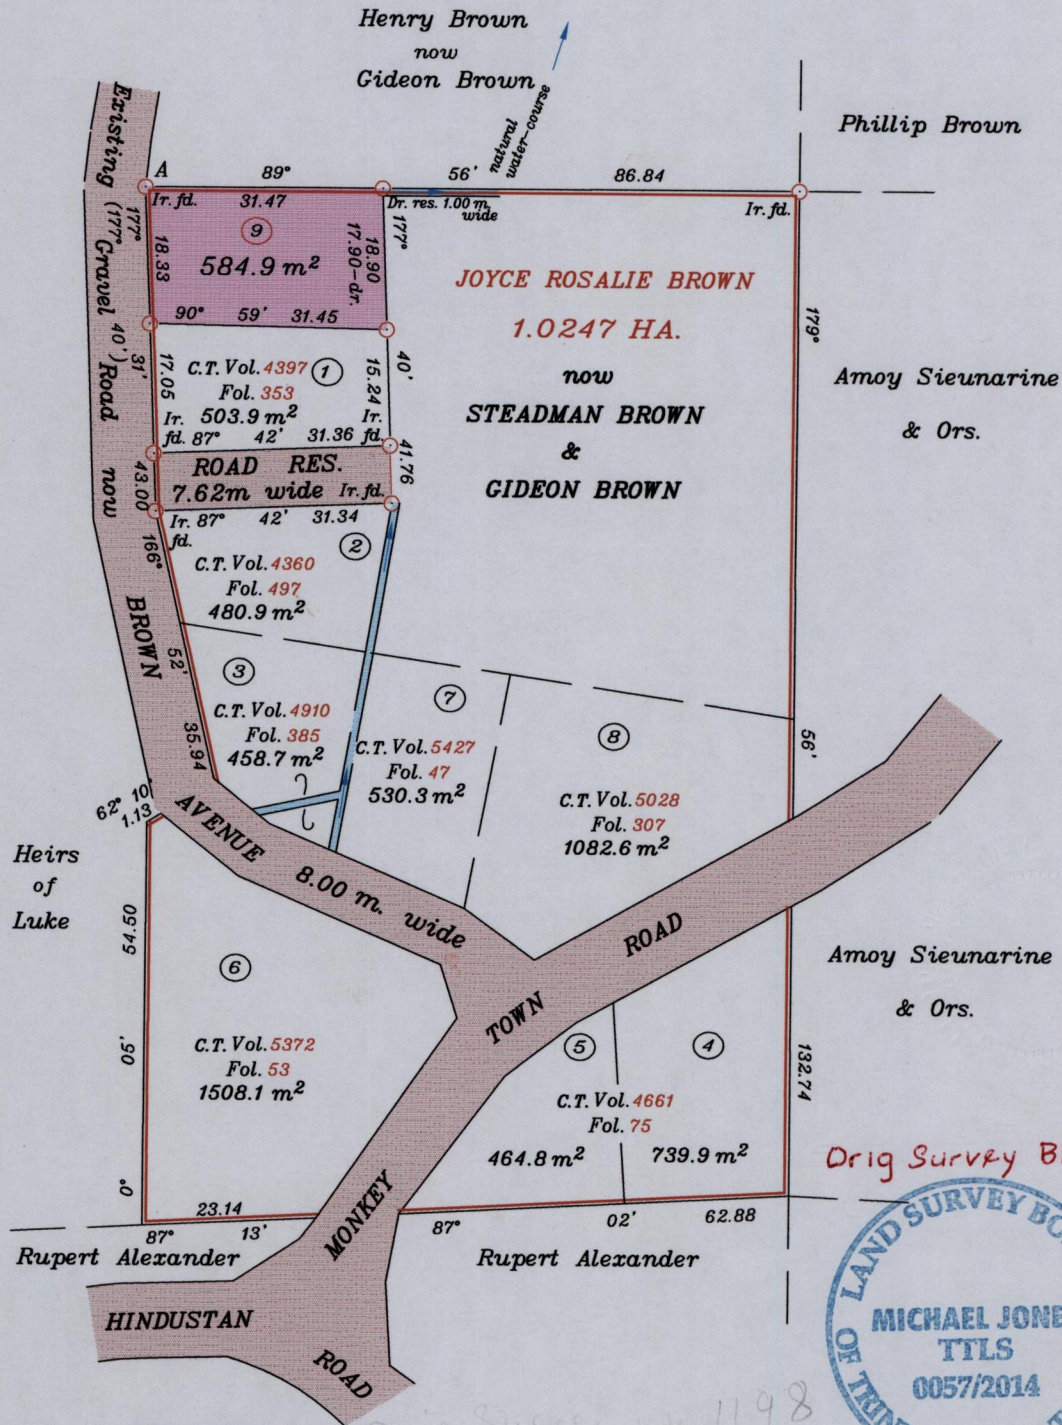 Henry Brown
now
Gideon Brown
natural
water-course
Phillip Brown
Existing Gravel Road now
(177° 40')
A
89° 56' 86.84
Ir. fd.
31.47
Dr. res. 1.00 m.
wide
Ir. fd.
177° 31' 43.00
18.33
9
584.9 m²
18.90
17.90-dr.
177° 40' 41.76
90° 59' 31.45
JOYCE ROSALIE BROWN
1.0247 HA.
now
STEADMAN BROWN
&
GIDEON BROWN
179° 56' 132.74
Amoy Sieunarine
& Ors.
17.05
C.T. Vol. 4397
1
Fol. 353
503.9 m²
15.24
Ir.
fd.
Ir.
fd.
87° 42' 31.36
ROAD RES.
7.62m wide
Ir. fd.
Ir.
fd.
87° 42' 31.34
2
C.T. Vol. 4360
Fol. 497
480.9 m²
166° 52' 35.94
3
C.T. Vol. 4910
Fol. 385
458.7 m²
7
C.T. Vol. 5427
Fol. 47
530.3 m²
8
C.T. Vol. 5028
Fol. 307
1082.6 m²
BROWN
AVENUE 8.00 m. wide
62° 10'
1.13
Heirs
of
Luke
0° 05' 54.50
6
C.T. Vol. 5372
Fol. 53
1508.1 m²
MONKEY
TOWN
ROAD
Amoy Sieunarine
& Ors.
5
4
C.T. Vol. 4661
Fol. 75
464.8 m²
739.9 m²
23.14
87° 13'
87° 02' 62.88
Rupert Alexander
Rupert Alexander
HINDUSTAN
ROAD
Orig Survey B
LAND SURVEY BO
MICHAEL JONE
TTLS
0057/2014
OF TRIN
1198